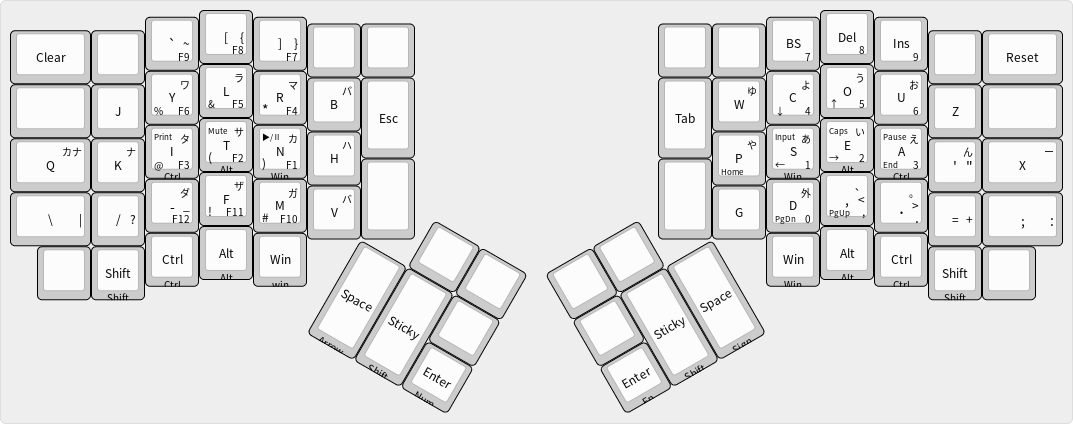 Clear
、 ~
F9
[ {
F8
] }
F7
BS
7
Del
8
Ins
9
Reset
J
ワ
Y
% F6
ラ
L
& F5
マ
R
* F4
パ
B
Esc
Tab
ゆ
W
よ
C
↓ 4
う
O
↑ 5
お
U
6
Z
カナ
Q
ナ
K
Print タ
I
@ F3
Ctrl
Mute サ
T
( F2
Alt
▶/II カ
N
) F1
Win
ハ
H
や
P
Home
Input あ
S
← 1
Win
Caps い
E
→ 2
Alt
Pause え
A
End 3
Ctrl
ん
' "
ー
X
\ |
/ ?
ダ
- _
F12
ザ
F
! F11
ガ
M
# F10
バ
V
G
外
D
PgDn 0
、
, <
PgUp ,
。
. >
.
= +
; :
Shift
Shift
Ctrl
Ctrl
Alt
Alt
Win
win
Win
Win
Alt
Alt
Ctrl
Ctrl
Shift
Shift
Space
Arrow
Sticky
Shift
Enter
Num
Enter
Fn
Sticky
Shift
Space
Sign